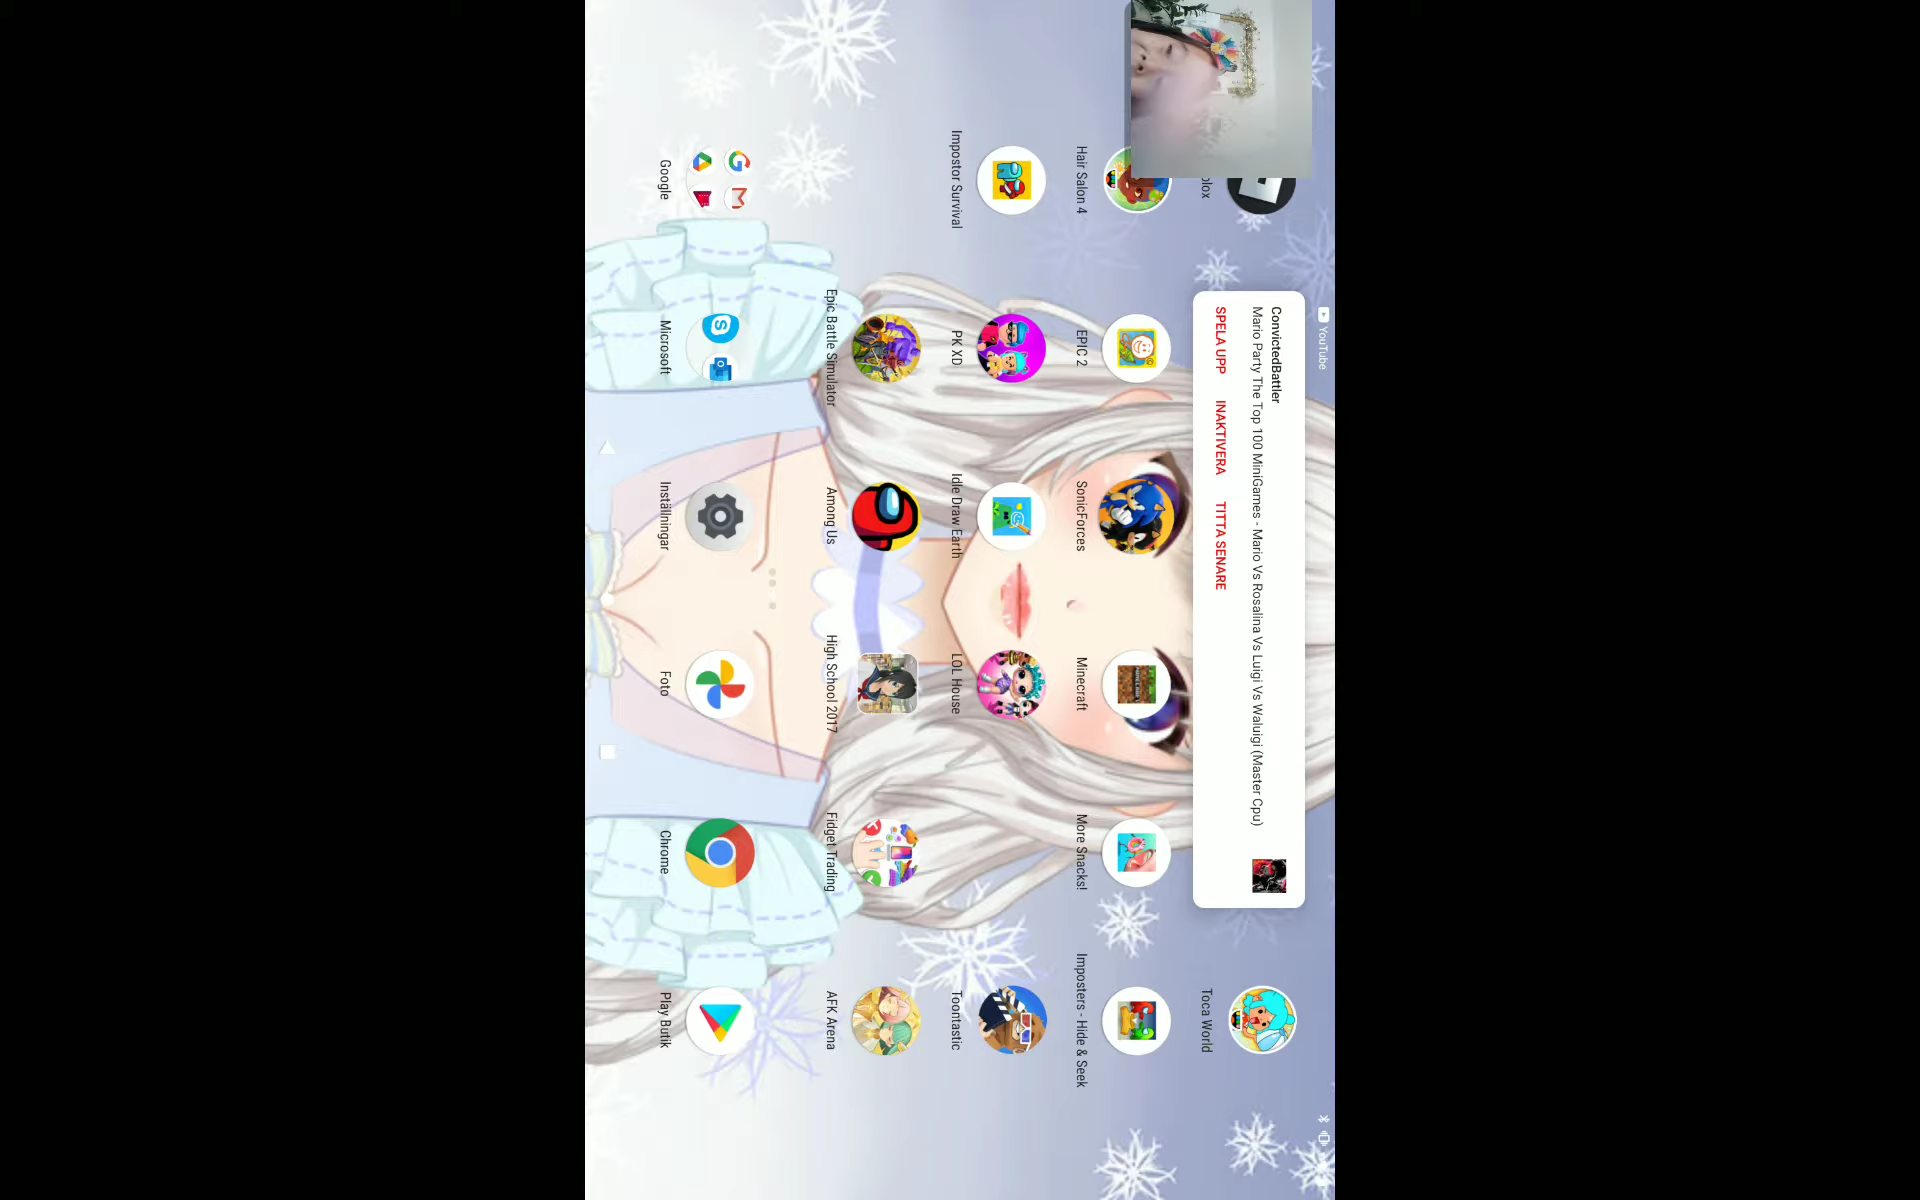 YouTube
ConvictedBattler
Mario Party The Top 100 MiniGames - Mario Vs Rosalina Vs Luigi Vs Waluigi (Master Cpu)
SPELA UPP INAKTIVERA TITTA SENARE
blox
Toca World
Hair Salon 4
EPIC 2
SonicForces
Minecraft
More Snacks!
Imposters - Hide & Seek
Impostor Survival
PK XD
Idle Draw Earth
LOL House
Toontastic
Epic Battle Simulator
Among Us
High School 2017
Fidget Trading
AFK Arena
Google
Microsoft
Inställningar
Foto
Chrome
Play Butik